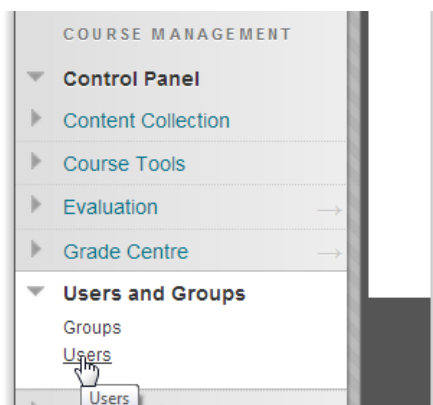 COURSE MANAGEMENT
Control Panel
Content Collection
Course Tools
Evaluation
Grade Centre
Users and Groups
Groups
Users
Users